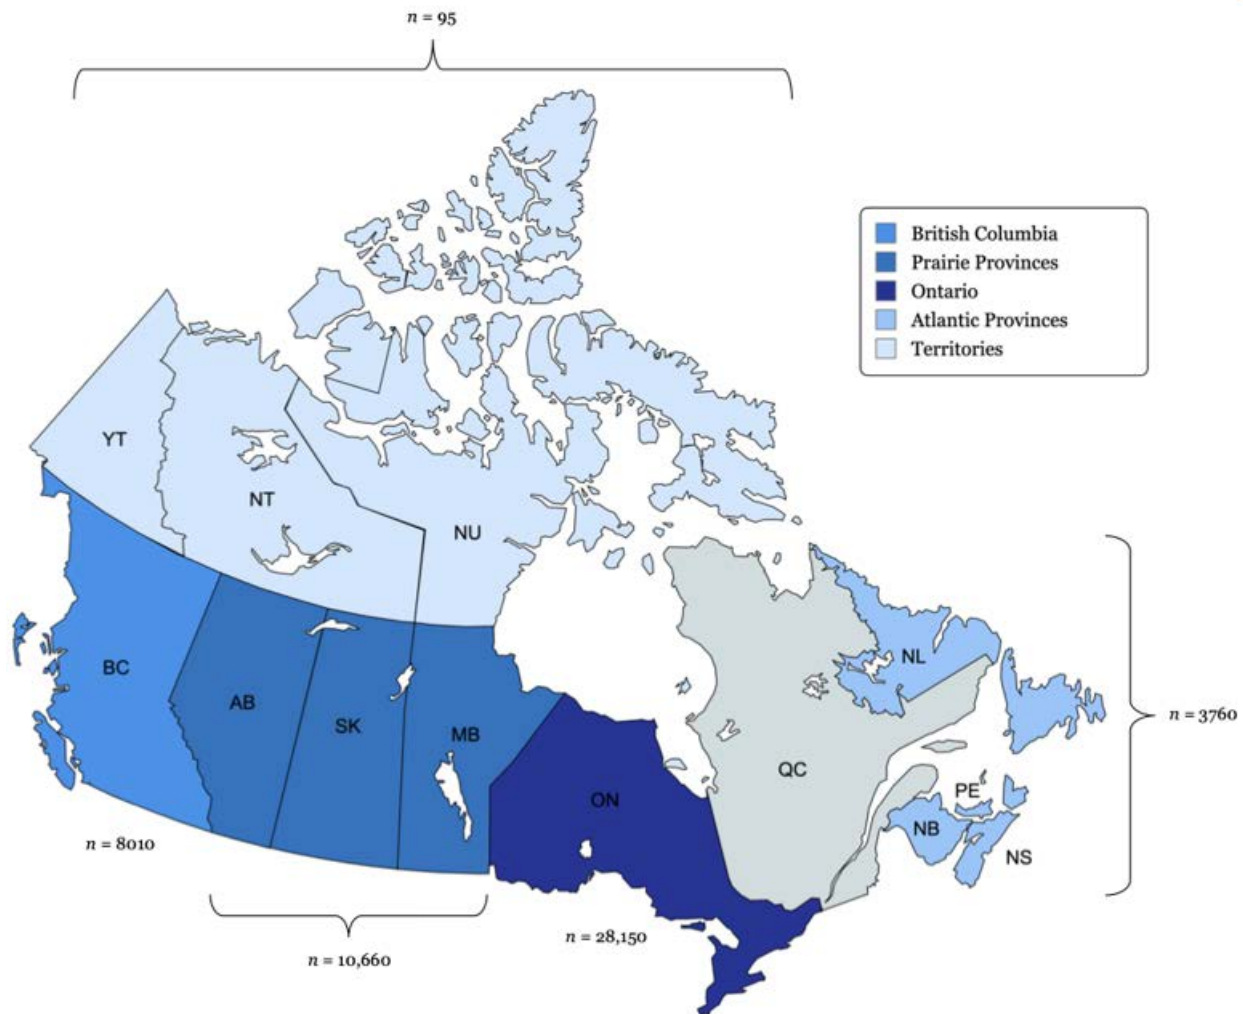 n = 95
British Columbia
Prairie Provinces
Ontario
Atlantic Provinces
Territories
YT
NT
NU
BC
AB
SK
MB
ON
QC
NL
PE
NB
NS
n = 3760
n = 8010
n = 28,150
n = 10,660